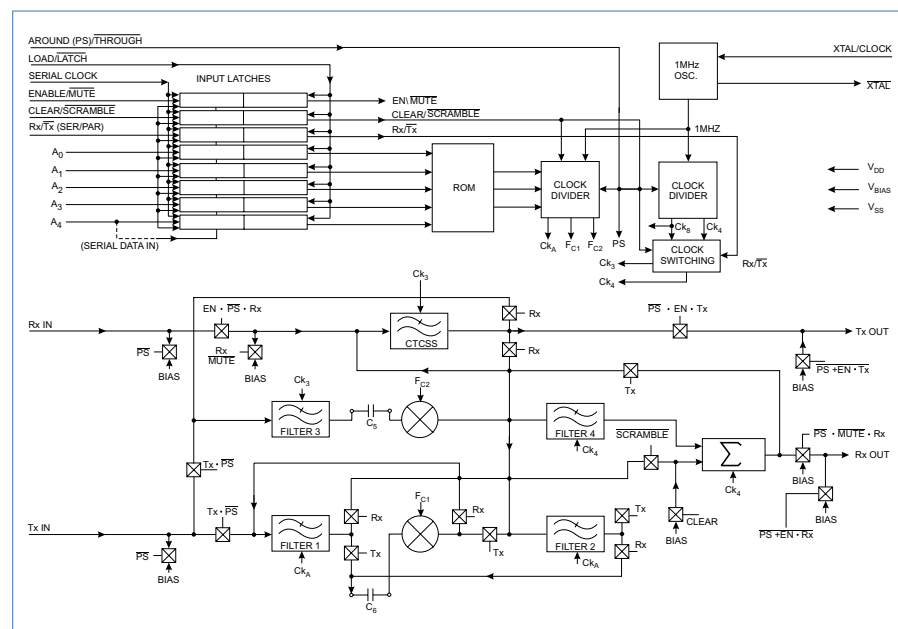 AROUND (PS)/THROUGH
LOAD/LATCH
SERIAL CLOCK
INPUT LATCHES
ENABLE/MUTE
EN\MUTE
CLEAR/SCRAMBLE
CLEAR/SCRAMBLE
Rx/Tx (SER/PAR)
Rx/Tx
A0
A1
A2
A3
A4
(SERIAL DATA IN)
ROM
CLOCK
DIVIDER
CkA
FC1
FC2
PS
1MHz
OSC.
XTAL/CLOCK
XTAL
1MHZ
CLOCK
DIVIDER
Ck8
Ck4
CLOCK
SWITCHING
Ck3
Ck4
Rx/Tx
VDD
VBIAS
VSS
Ck3
EN · PS · Rx
Rx
PS · EN · Tx
Rx IN
CTCSS
Tx OUT
PS
BIAS
Rx
MUTE
BIAS
Rx
PS +EN · Tx
BIAS
Tx
Ck3
FC2
FILTER 3
C5
FILTER 4
Ck4
SCRAMBLE
Σ
Ck4
PS · MUTE · Rx
Rx OUT
BIAS
Tx · PS
Tx · PS
FC1
Rx
Rx
Tx
BIAS
CLEAR
PS +EN · Rx
BIAS
Tx IN
FILTER 1
CkA
Tx
Tx
FILTER 2
CkA
Rx
PS
BIAS
C6